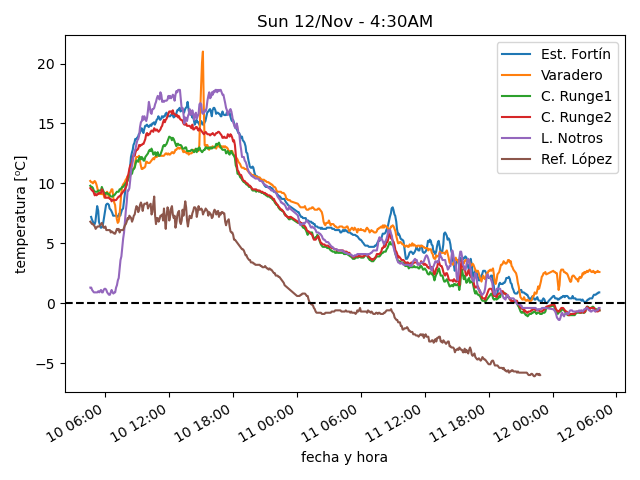 Sun 12/Nov - 4:30AM
Est. Fortín
Varadero
C. Runge1
C. Runge2
L. Notros
Ref. López
temperatura [ºC]
20
15
10
5
0
−5
10 06:00
10 12:00
10 18:00
11 00:00
11 06:00
11 12:00
11 18:00
12 00:00
12 06:00
fecha y hora